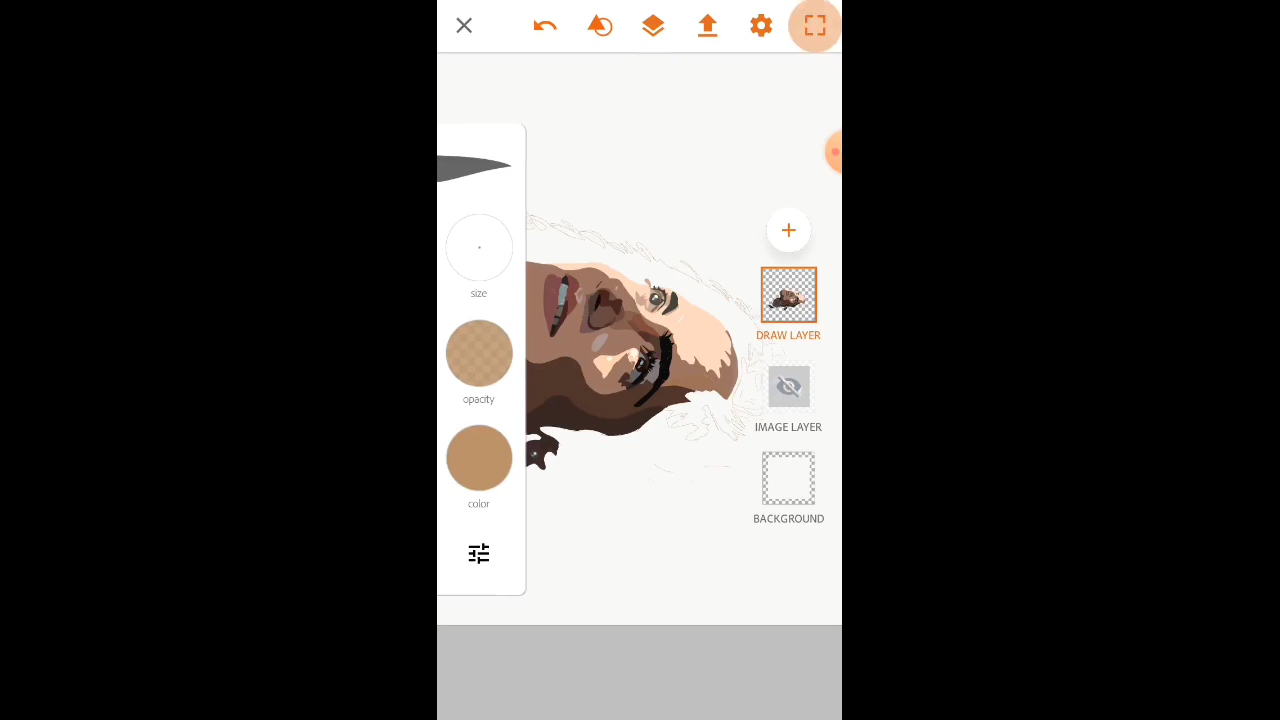 size
opacity
color
DRAW LAYER
IMAGE LAYER
BACKGROUND